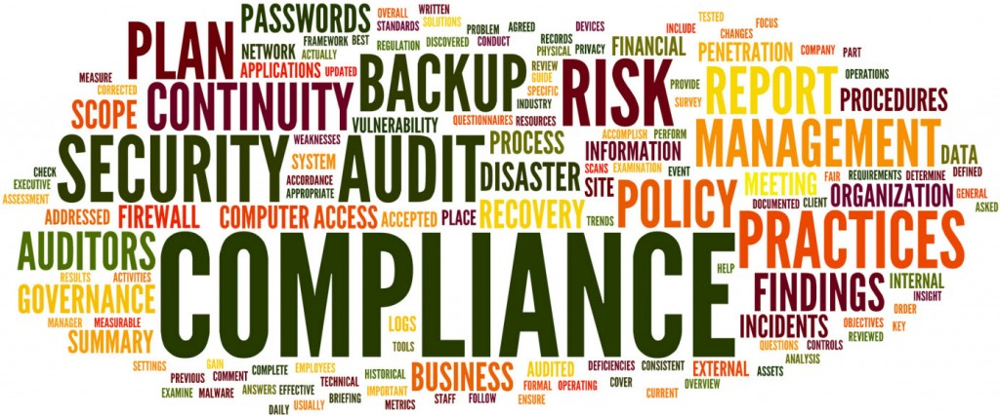 PASSWORDS
OVERALL
WRITTEN
STANDARDS
SOLUTIONS
PLAN
NETWORK
FRAMEWORK
BEST
ACTUALLY
REGULATION
DISCOVERED
PROBLEM
AGREED
CONDUCT
DEVICES
RECORDS
PHYSICAL
PRIVACY
FINANCIAL
INCLUDE
TESTED
CHANGES
FOCUS
PENETRATION
COMPANY
PART
MEASURE
CORRECTED
APPLICATIONS
UPDATED
BACKUP
REVIEW
GUIDE
SPECIFIC
INDUSTRY
RISK
PROVIDE
SURVEY
REPORT
OPERATIONS
PROCEDURES
SCOPE
CONTINUITY
VULNERABILITY
QUESTIONNAIRES
RESOURCES
ACCOMPLISH
PERFORM
MANAGEMENT
SECURITY
WEAKNESSES
SYSTEM
ACCORDANCE
APPROPRIATE
AUDIT
PROCESS
DISASTER
INFORMATION
SCANS
EXAMINATION
EVENT
SITE
DATA
DEFINED
CHECK
EXECUTIVE
ASSESSMENT
MEETING
FAIR
REQUIREMENTS
DETERMINE
DOCUMENTED
CLIENT
ORGANIZATION
GENERAL
ASKED
ADDRESSED
FIREWALL
COMPUTER ACCESS
ACCEPTED
PLACE
RECOVERY
TRENDS
POLICY
PRACTICES
AUDITORS
RESULTS
ACTIVITIES
GOVERNANCE
COMPLIANCE
HELP
FINDINGS
INTERNAL
INSIGHT
MANAGER
MEASURABLE
SUMMARY
LOGS
TOOLS
INCIDENTS
ORDER
OBJECTIVES
KEY
REVIEWED
QUESTIONS
CONTROLS
ANALYSIS
SETTINGS
GAIN
PREVIOUS
COMMENT
COMPLETE
EMPLOYEES
TECHNICAL
HISTORICAL
IMPORTANT
BUSINESS
AUDITED
DEFICIENCIES
CONSISTENT
EXTERNAL
ASSETS
FORMAL
OPERATING
COVER
OVERVIEW
EXAMINE
MALWARE
ANSWERS
EFFECTIVE
BRIEFING
METRICS
STAFF
FOLLOW
ENSURE
CURRENT
DAILY
USUALLY